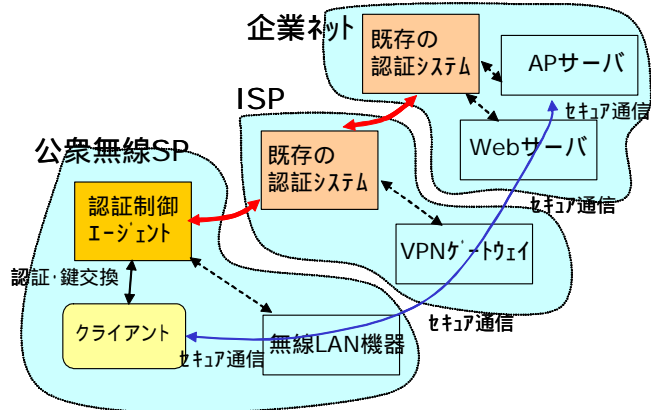 企業ネット
既存の
認証システム
APサーバ
セキュア通信
Webサーバ
ISP
既存の
認証システム
セキュア通信
VPNゲートウェイ
公衆無線SP
認証制御
エージェント
認証・鍵交換
クライアント
セキュア通信
無線LAN機器
セキュア通信